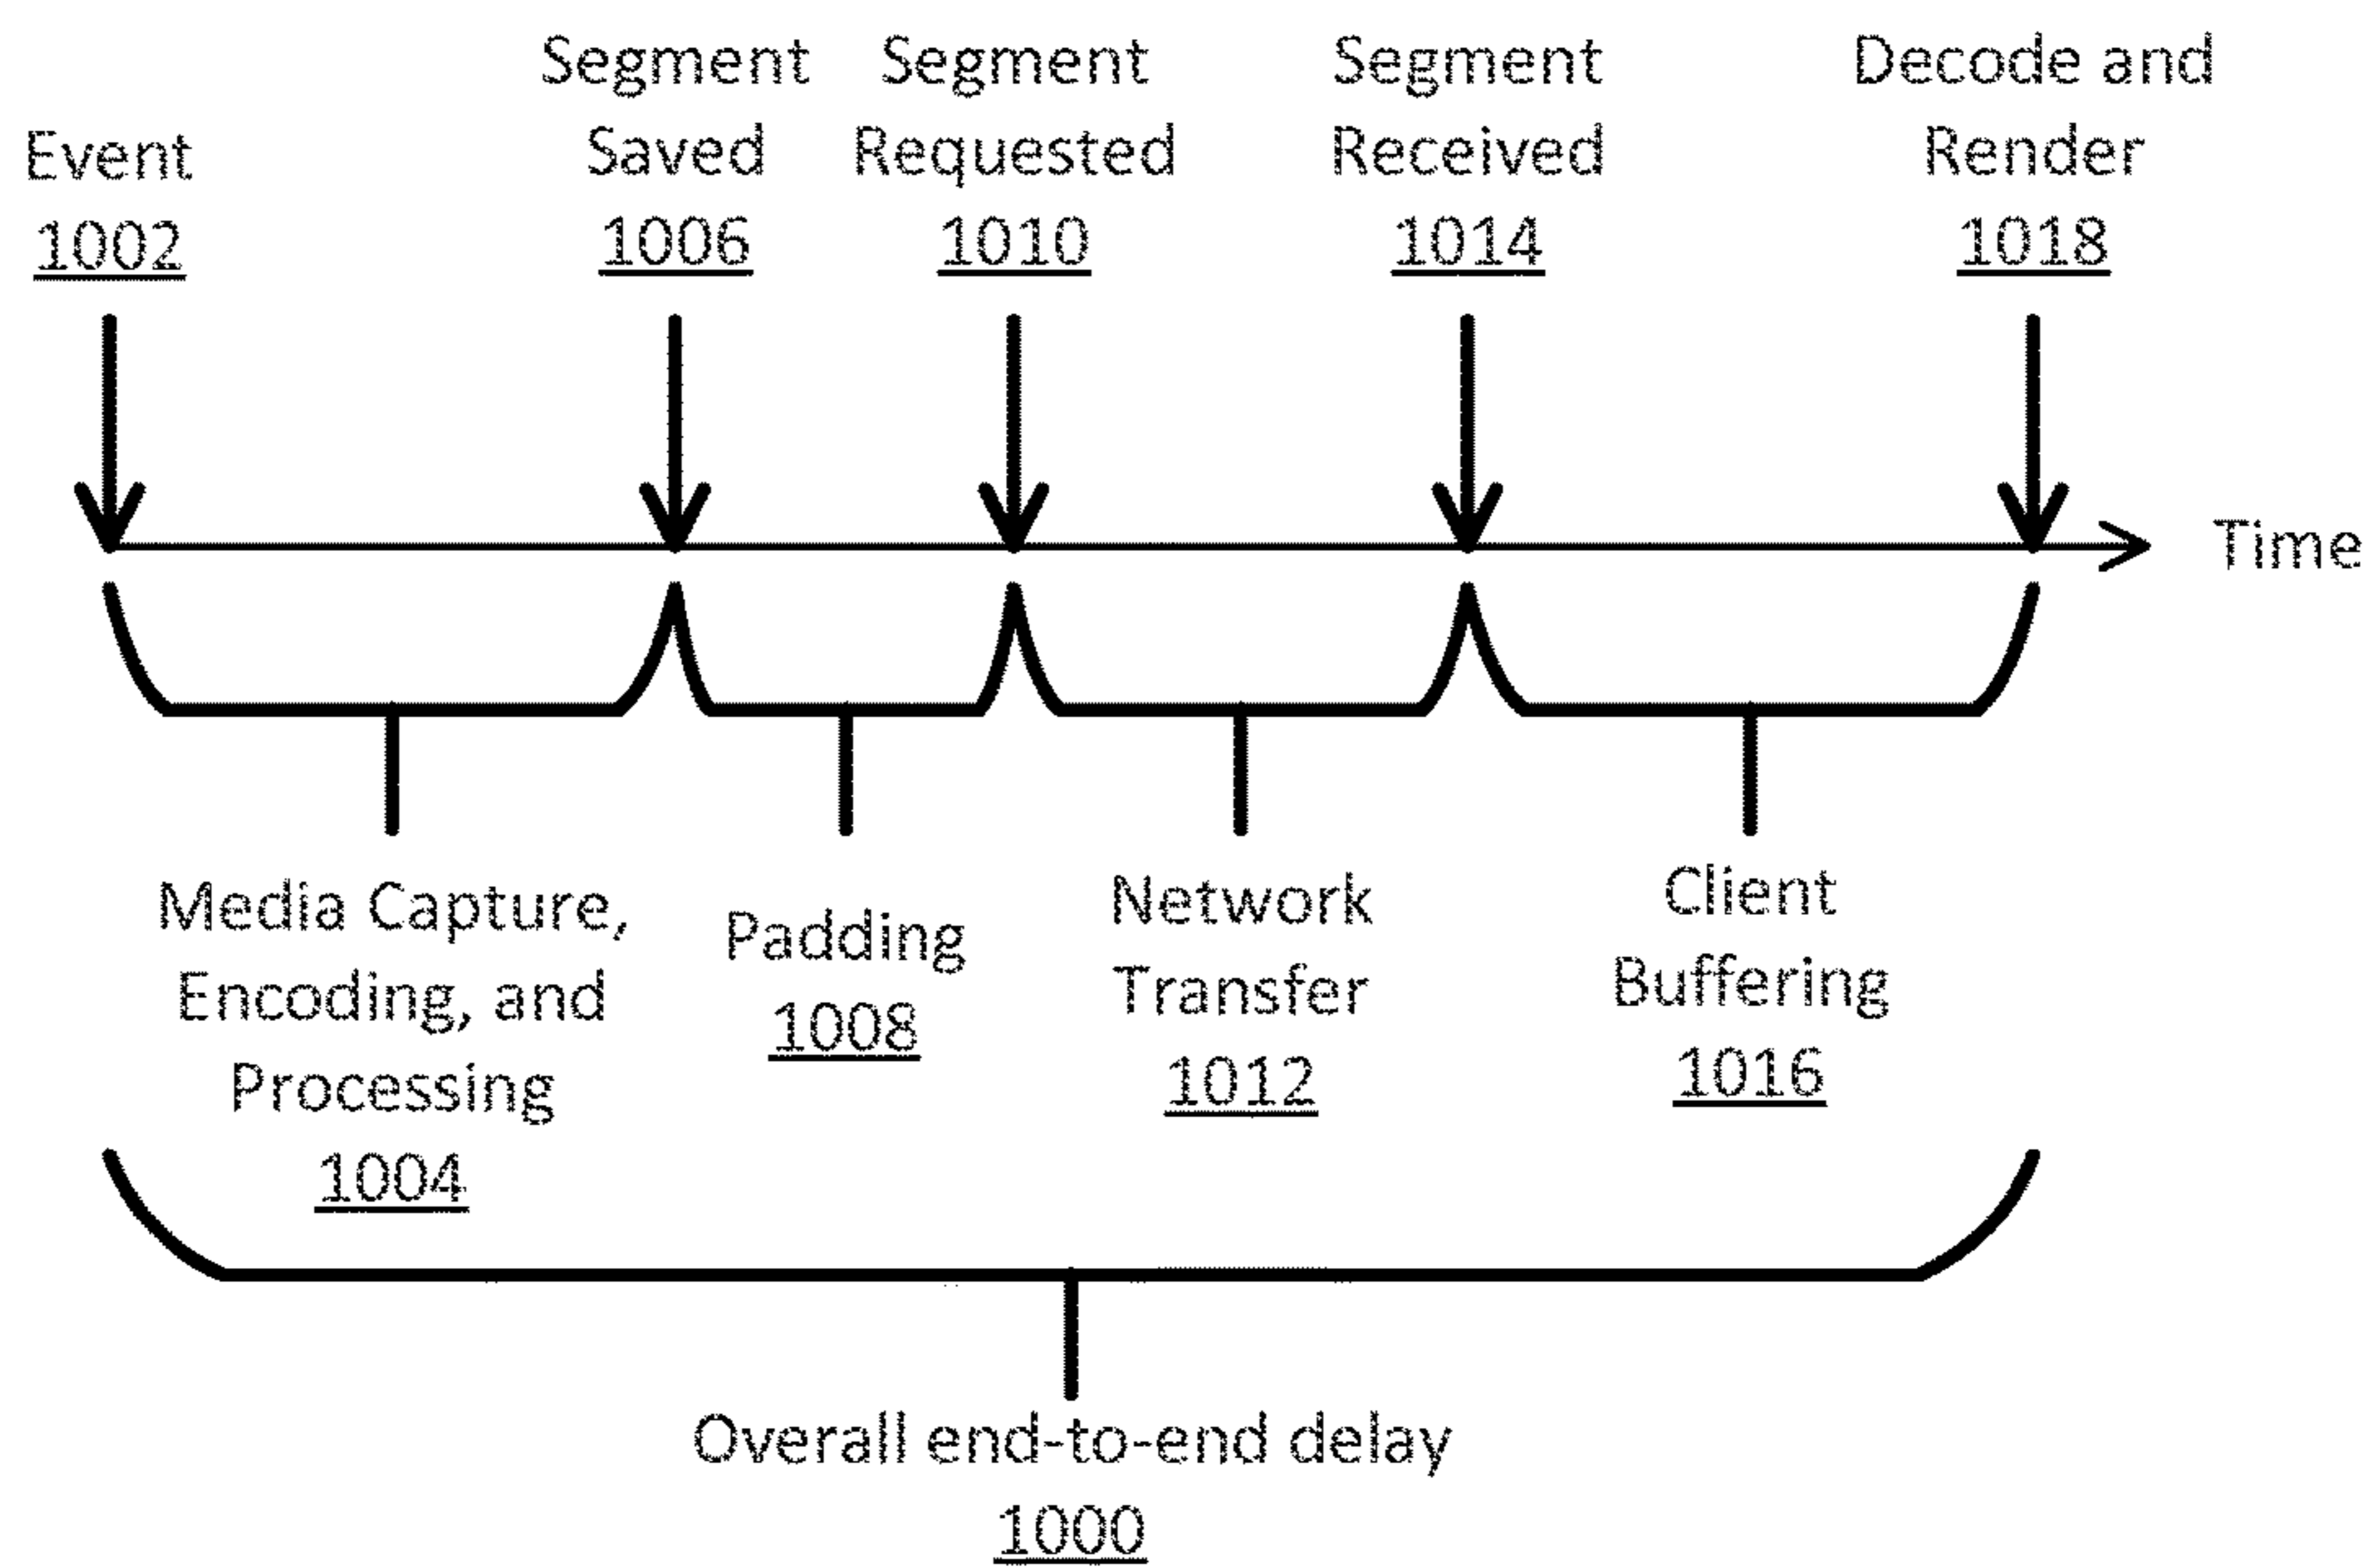 Event
1002
Segment
Saved
1006
Segment
Requested
1010
Segment
Received
1014
Decode and
Render
1018
Time
Media Capture,
Encoding, and
Processing
1004
Padding
1008
Network
Transfer
1012
Client
Buffering
1016
Overall end-to-end delay
1000